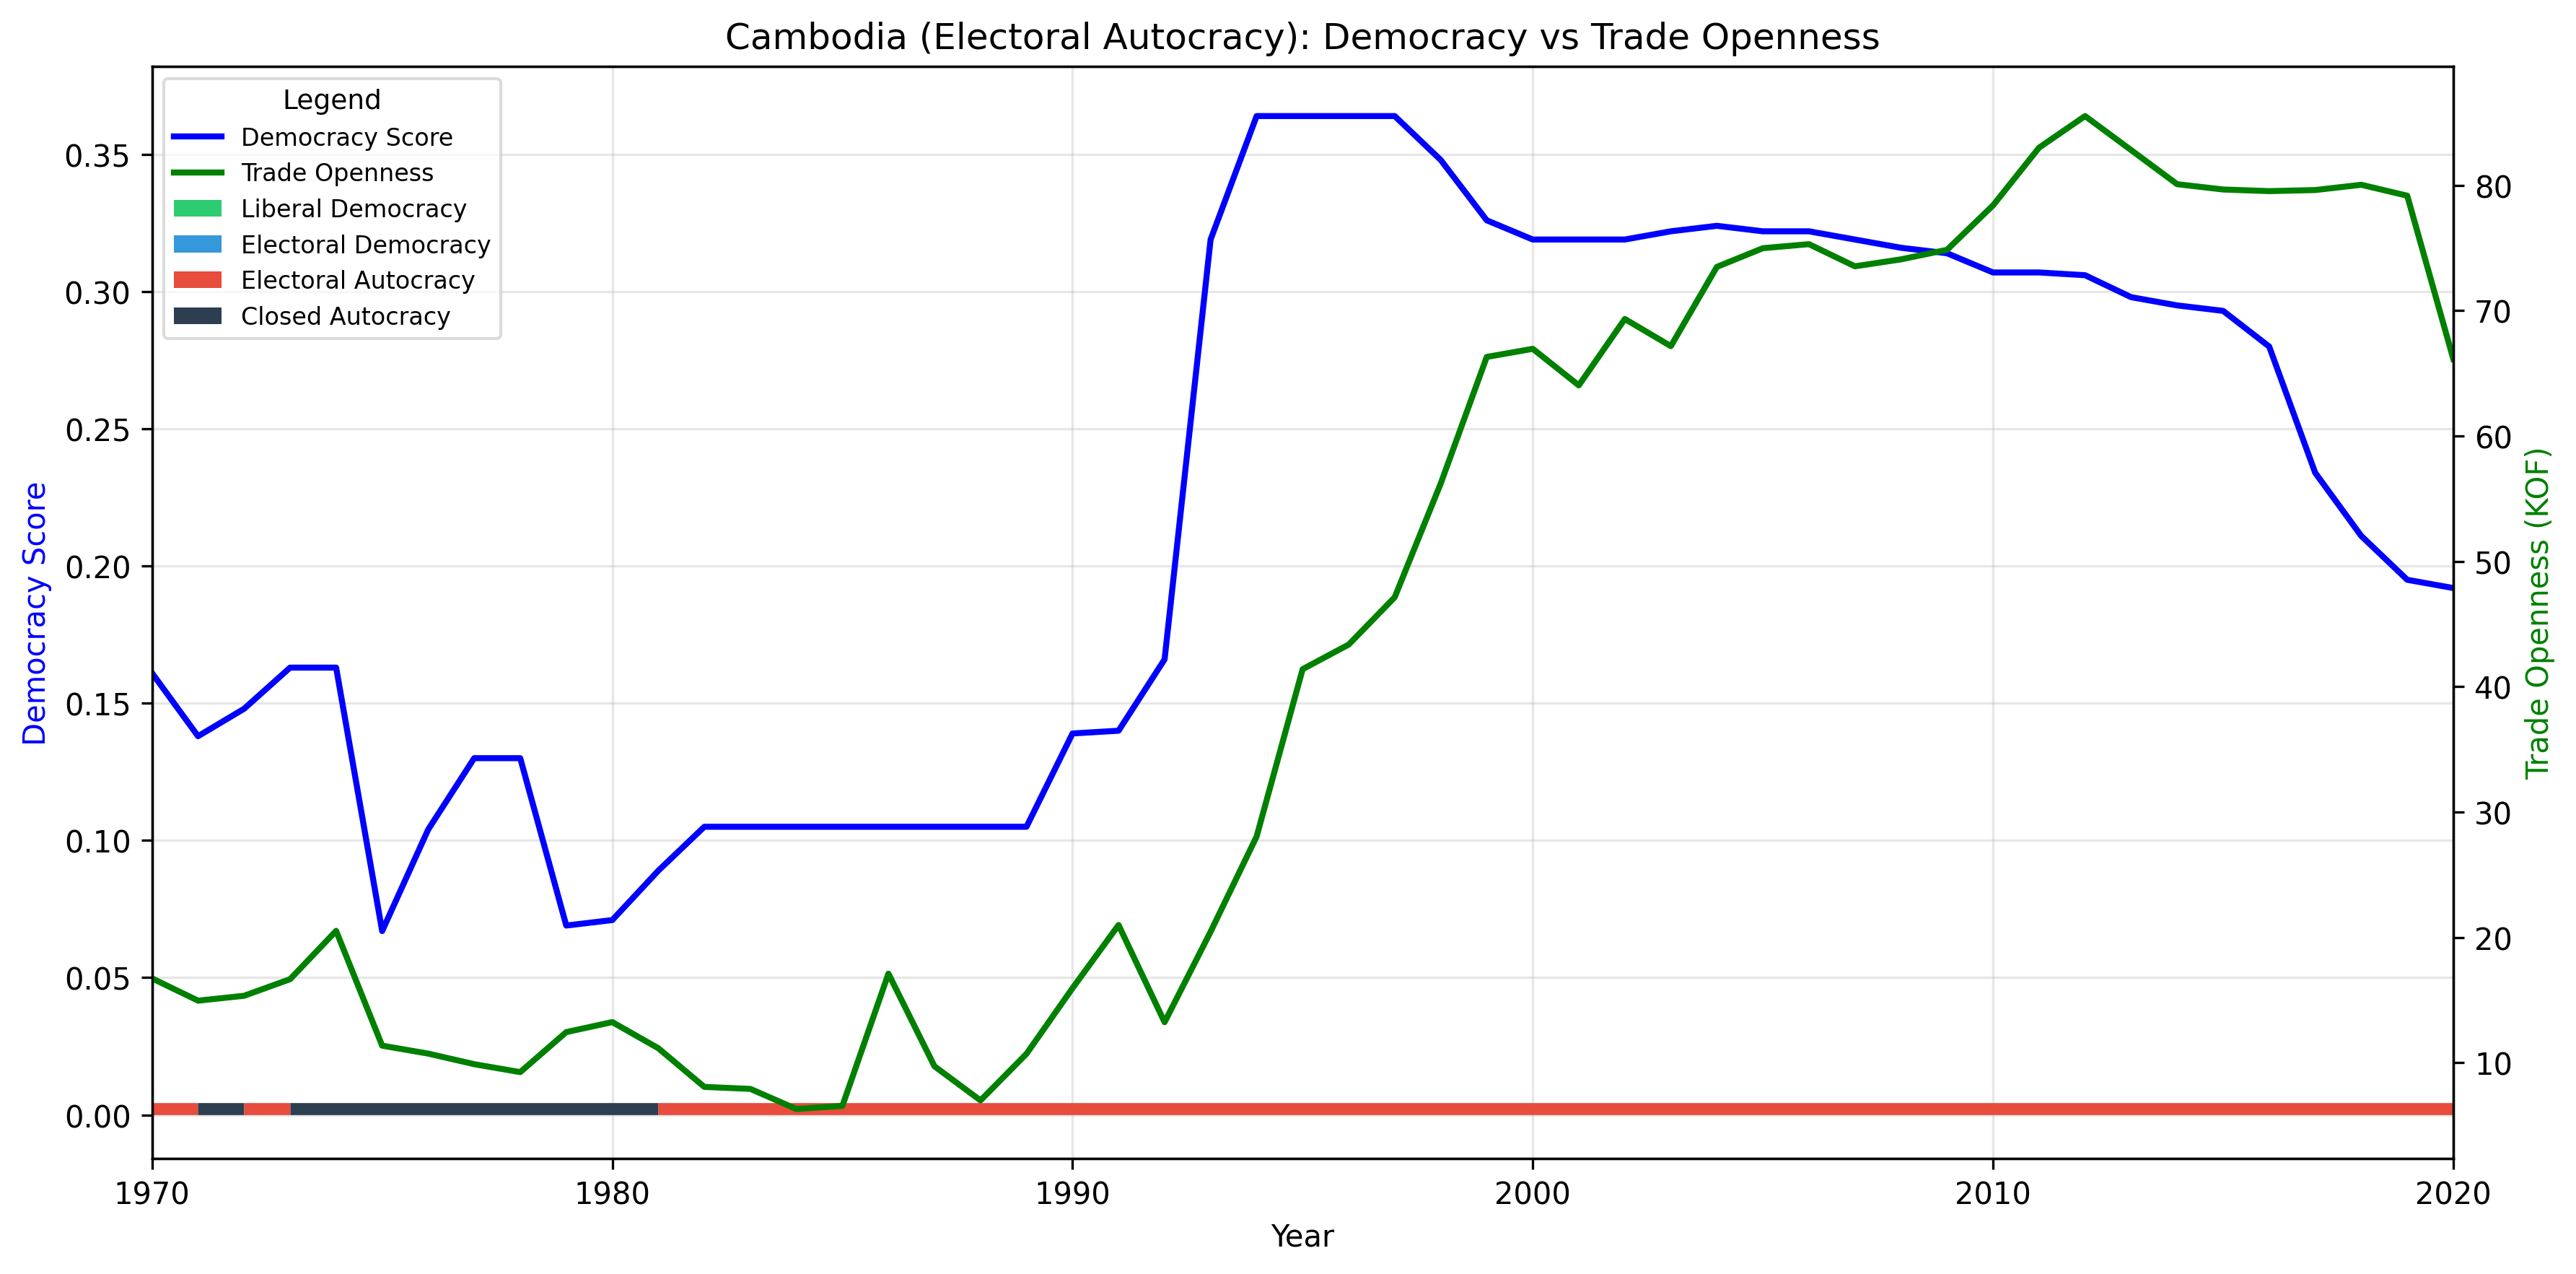 Cambodia (Electoral Autocracy): Democracy vs Trade Openness
Legend
Democracy Score
Trade Openness
Liberal Democracy
Electoral Democracy
Electoral Autocracy
Closed Autocracy
Democracy Score
0.35
0.30
0.25
0.20
0.15
0.10
0.05
0.00
80
70
60
50
40
30
20
10
Trade Openness (KOF)
1970
1980
1990
2000
2010
2020
Year